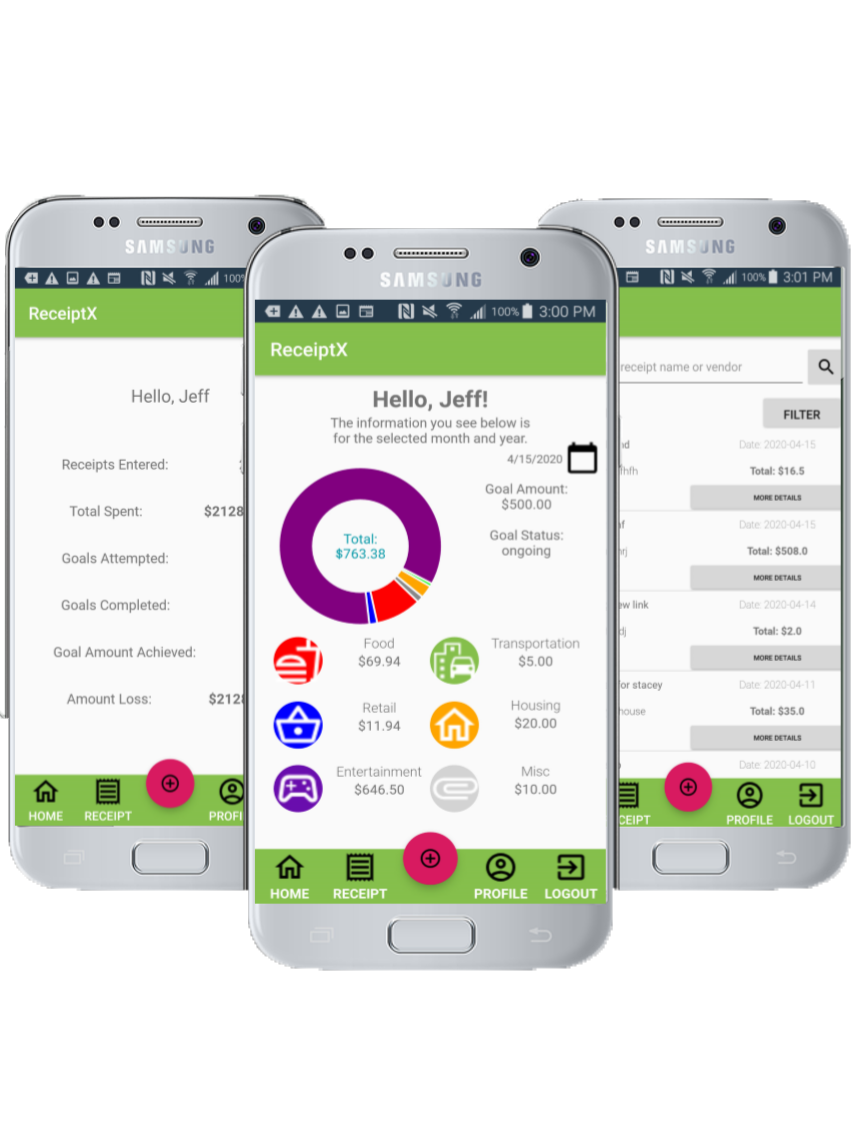 SAMSUNG
100%
ReceiptX
Hello, Jeff
Receipts Entered:
Total Spent: $2128
Goals Attempted:
Goals Completed:
Goal Amount Achieved:
Amount Loss: $2128
HOME RECEIPT PROFI
SAMSUNG
100% 3:00 PM
ReceiptX
Hello, Jeff!
The information you see below is
for the selected month and year.
4/15/2020
Goal Amount:
$500.00
Goal Status:
ongoing
Total:
$763.38
Food Transportation
$69.94 $5.00
Retail Housing
$11.94 $20.00
Entertainment Misc
$646.50 $10.00
HOME RECEIPT PROFILE LOGOUT
SAMSUNG
100% 3:01 PM
receipt name or vendor
FILTER
Date: 2020-04-15
Total: $16.5
MORE DETAILS
Date: 2020-04-15
Total: $508.0
MORE DETAILS
ew link Date: 2020-04-14
dj Total: $2.0
MORE DETAILS
for stacey Date: 2020-04-11
house Total: $35.0
MORE DETAILS
Date: 2020-04-10
CEIPT PROFILE LOGOUT